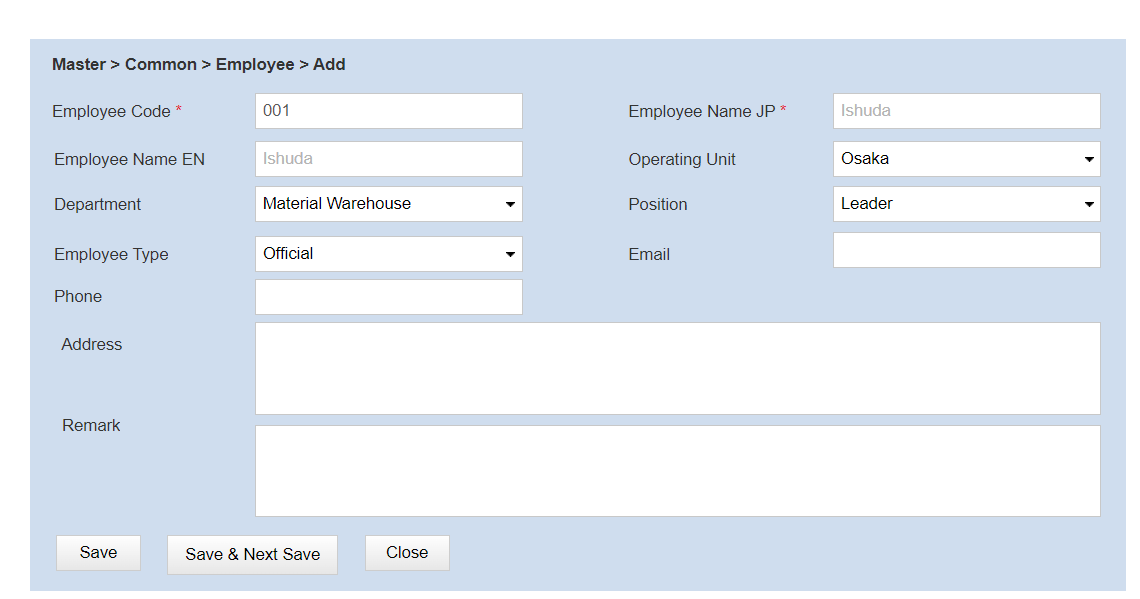 Master > Common > Employee > Add
Employee Code * 001 Employee Name JP * Ishuda
Employee Name EN Ishuda Operating Unit Osaka
Department Material Warehouse Position Leader
Employee Type Official Email
Phone
Address
Remark
Save Save & Next Save Close